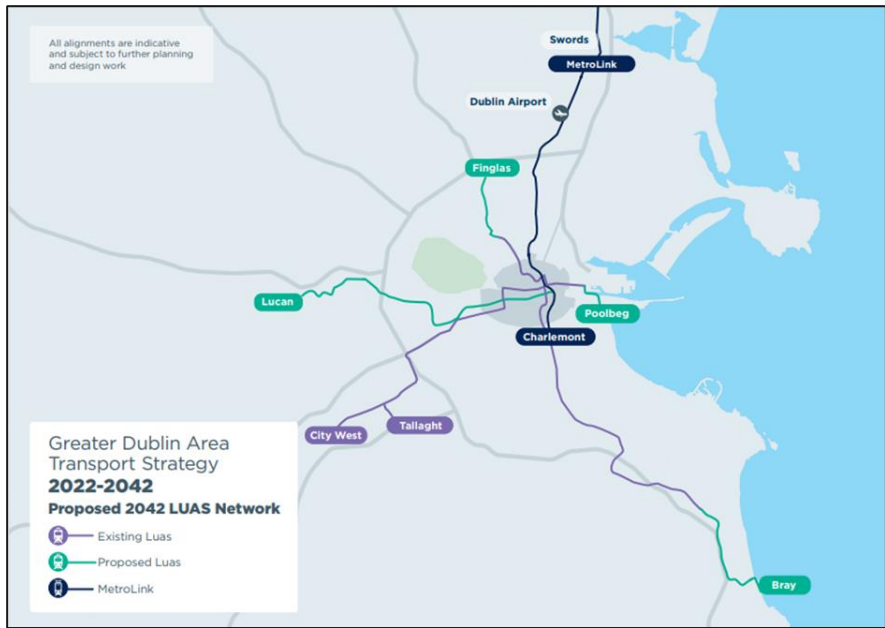 All alignments are indicative
and subject to further planning
and design work
Swords
MetroLink
Dublin Airport
Finglas
Lucan
Poolbeg
Charlemont
City West
Tallaght
Bray
Greater Dublin Area
Transport Strategy
2022-2042
Proposed 2042 LUAS Network
Existing Luas
Proposed Luas
MetroLink